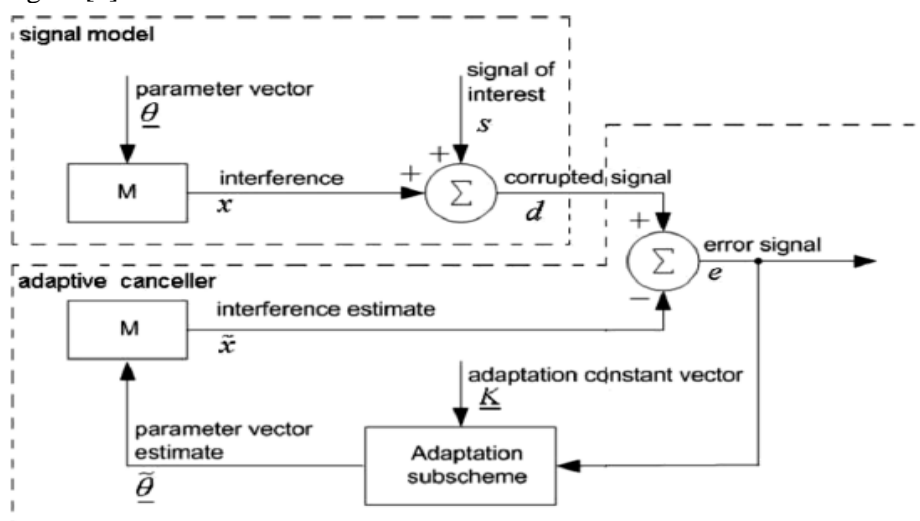 signal model
parameter vector
θ
signal of
interest
s
+
+
M
interference
x
Σ
corrupted signal
d
+
Σ
error signal
e
−
adaptive canceller
M
interference estimate
x̃
adaptation constant vector
K
parameter vector
estimate
θ̃
Adaptation
subscheme